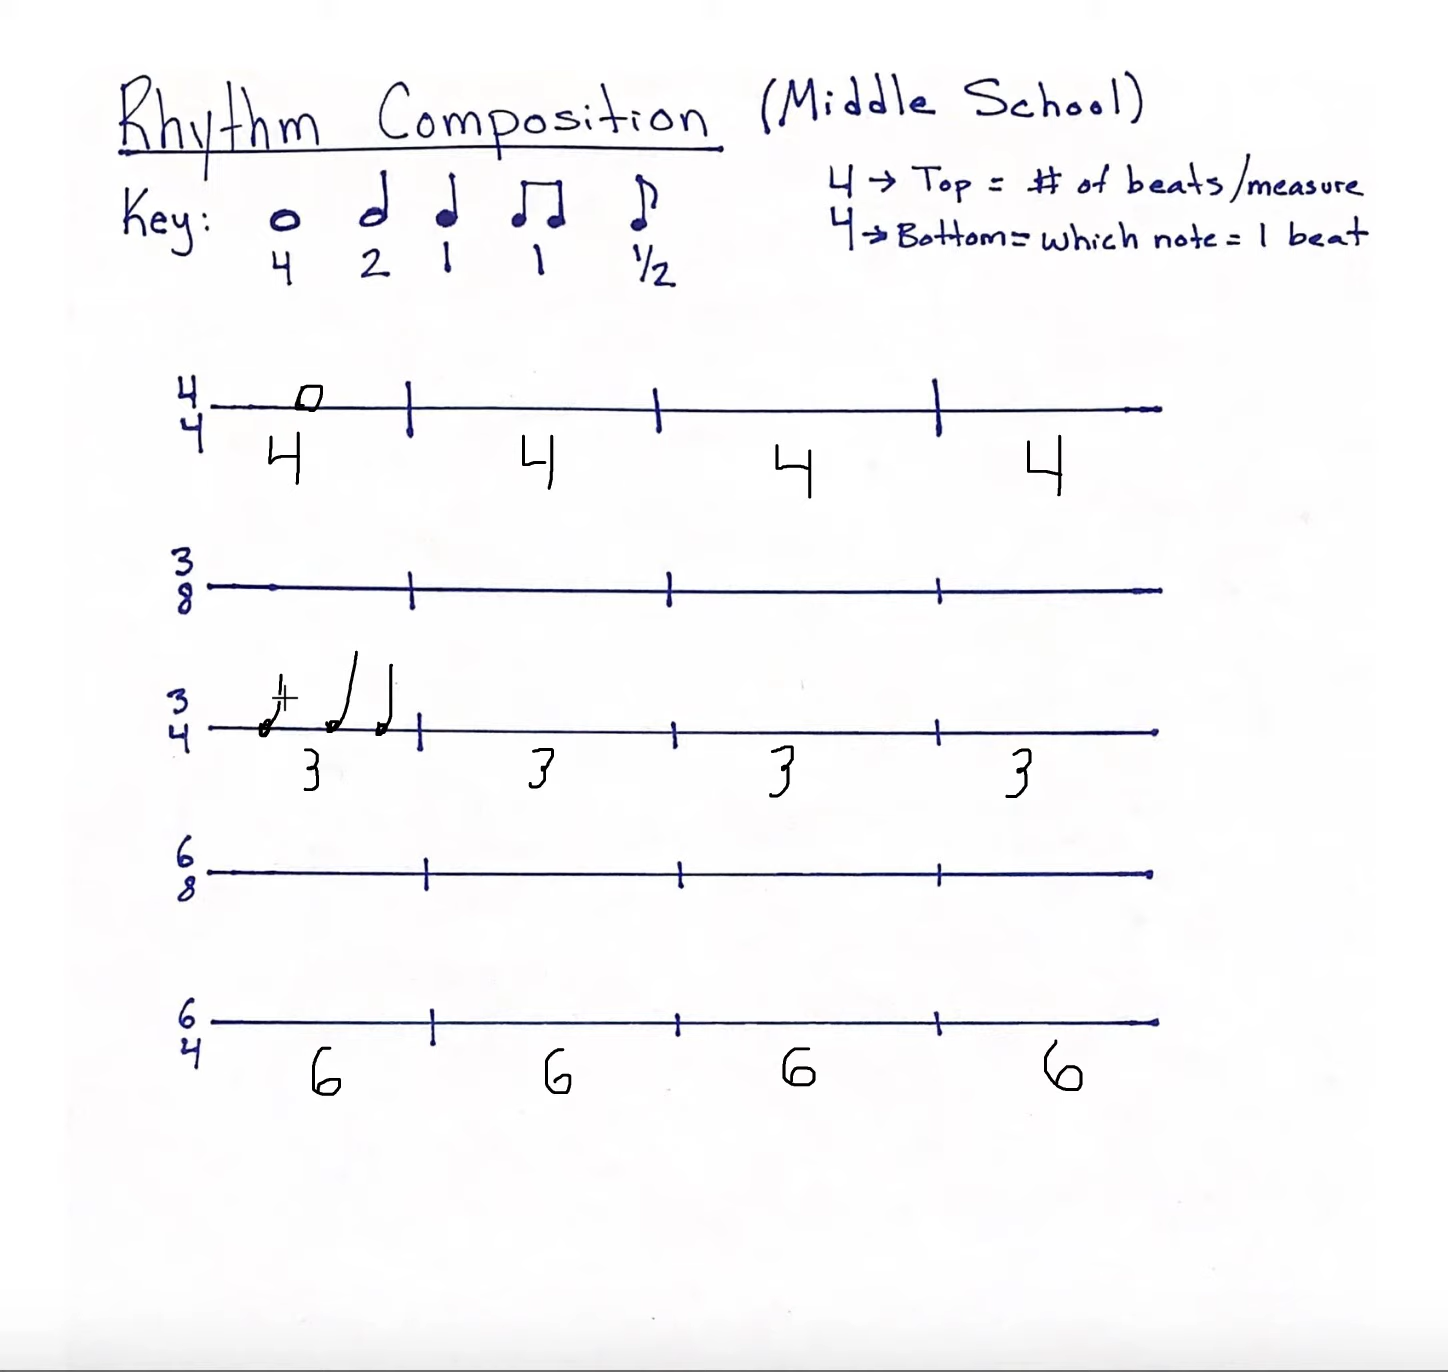 Rhythm Composition (Middle School)
Key:
4 2 1 1 1/2
4 → Top = # of beats/measure
4 → Bottom = which note = 1 beat
4
4
4 4 4 4
3
8
3
4
3 3 3 3
6
8
6
4
6 6 6 6